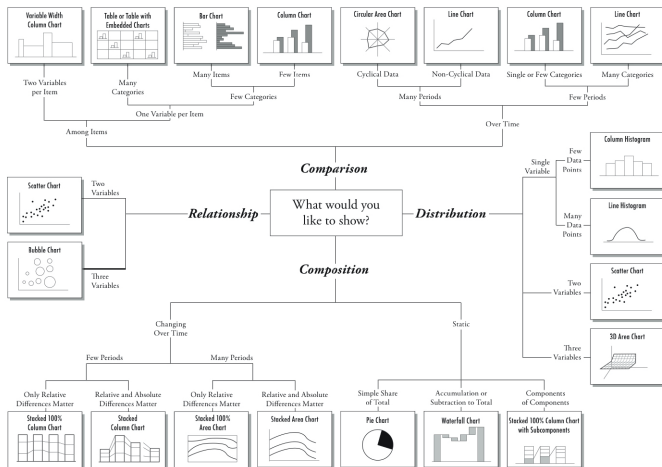 Variable Width
Column Chart
Table or Table with
Embedded Charts
Bar Chart
Column Chart
Circular Area Chart
Line Chart
Column Chart
Line Chart
Two Variables
per Item
Many
Categories
Many Items
Few Items
Cyclical Data
Non-Cyclical Data
Single or Few Categories
Many Categories
Few Categories
Many Periods
Few Periods
One Variable per Item
Among Items
Over Time
Comparison
What would you
like to show?
Relationship
Scatter Chart
Two
Variables
Bubble Chart
Three
Variables
Distribution
Single
Variable
Few
Data
Points
Column Histogram
Many
Data
Points
Line Histogram
Two
Variables
Scatter Chart
Three
Variables
3D Area Chart
Composition
Changing
Over Time
Static
Few Periods
Many Periods
Only Relative
Differences Matter
Relative and Absolute
Differences Matter
Only Relative
Differences Matter
Relative and Absolute
Differences Matter
Simple Share
of Total
Accumulation or
Subtraction to Total
Components
of Components
Stacked 100%
Column Chart
Stacked
Column Chart
Stacked 100%
Area Chart
Stacked Area Chart
Pie Chart
Waterfall Chart
Stacked 100% Column Chart
with Subcomponents